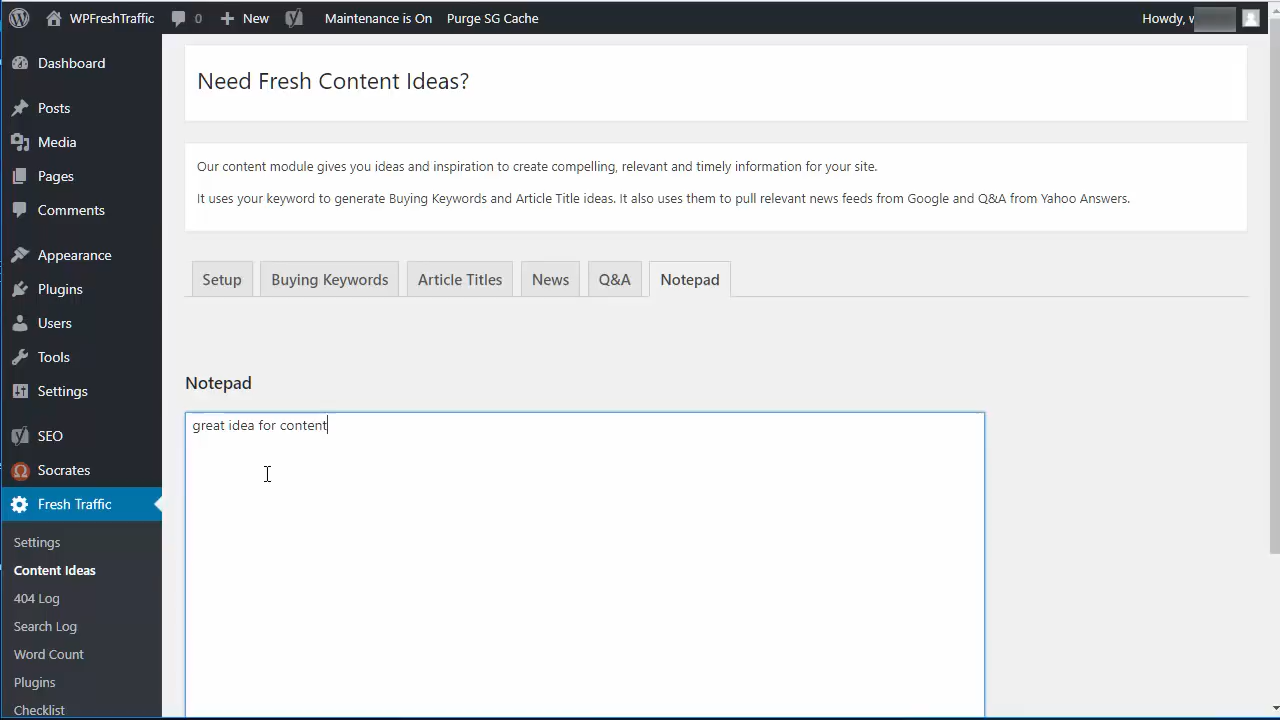 WPFreshTraffic 0 New Maintenance is On Purge SG Cache Howdy, w
Dashboard
Posts
Media
Pages
Comments
Appearance
Plugins
Users
Tools
Settings
SEO
Socrates
Fresh Traffic
Settings
Content Ideas
404 Log
Search Log
Word Count
Plugins
Checklist
Need Fresh Content Ideas?
Our content module gives you ideas and inspiration to create compelling, relevant and timely information for your site.
It uses your keyword to generate Buying Keywords and Article Title ideas. It also uses them to pull relevant news feeds from Google and Q&A from Yahoo Answers.
Setup Buying Keywords Article Titles News Q&A Notepad
Notepad
great idea for content